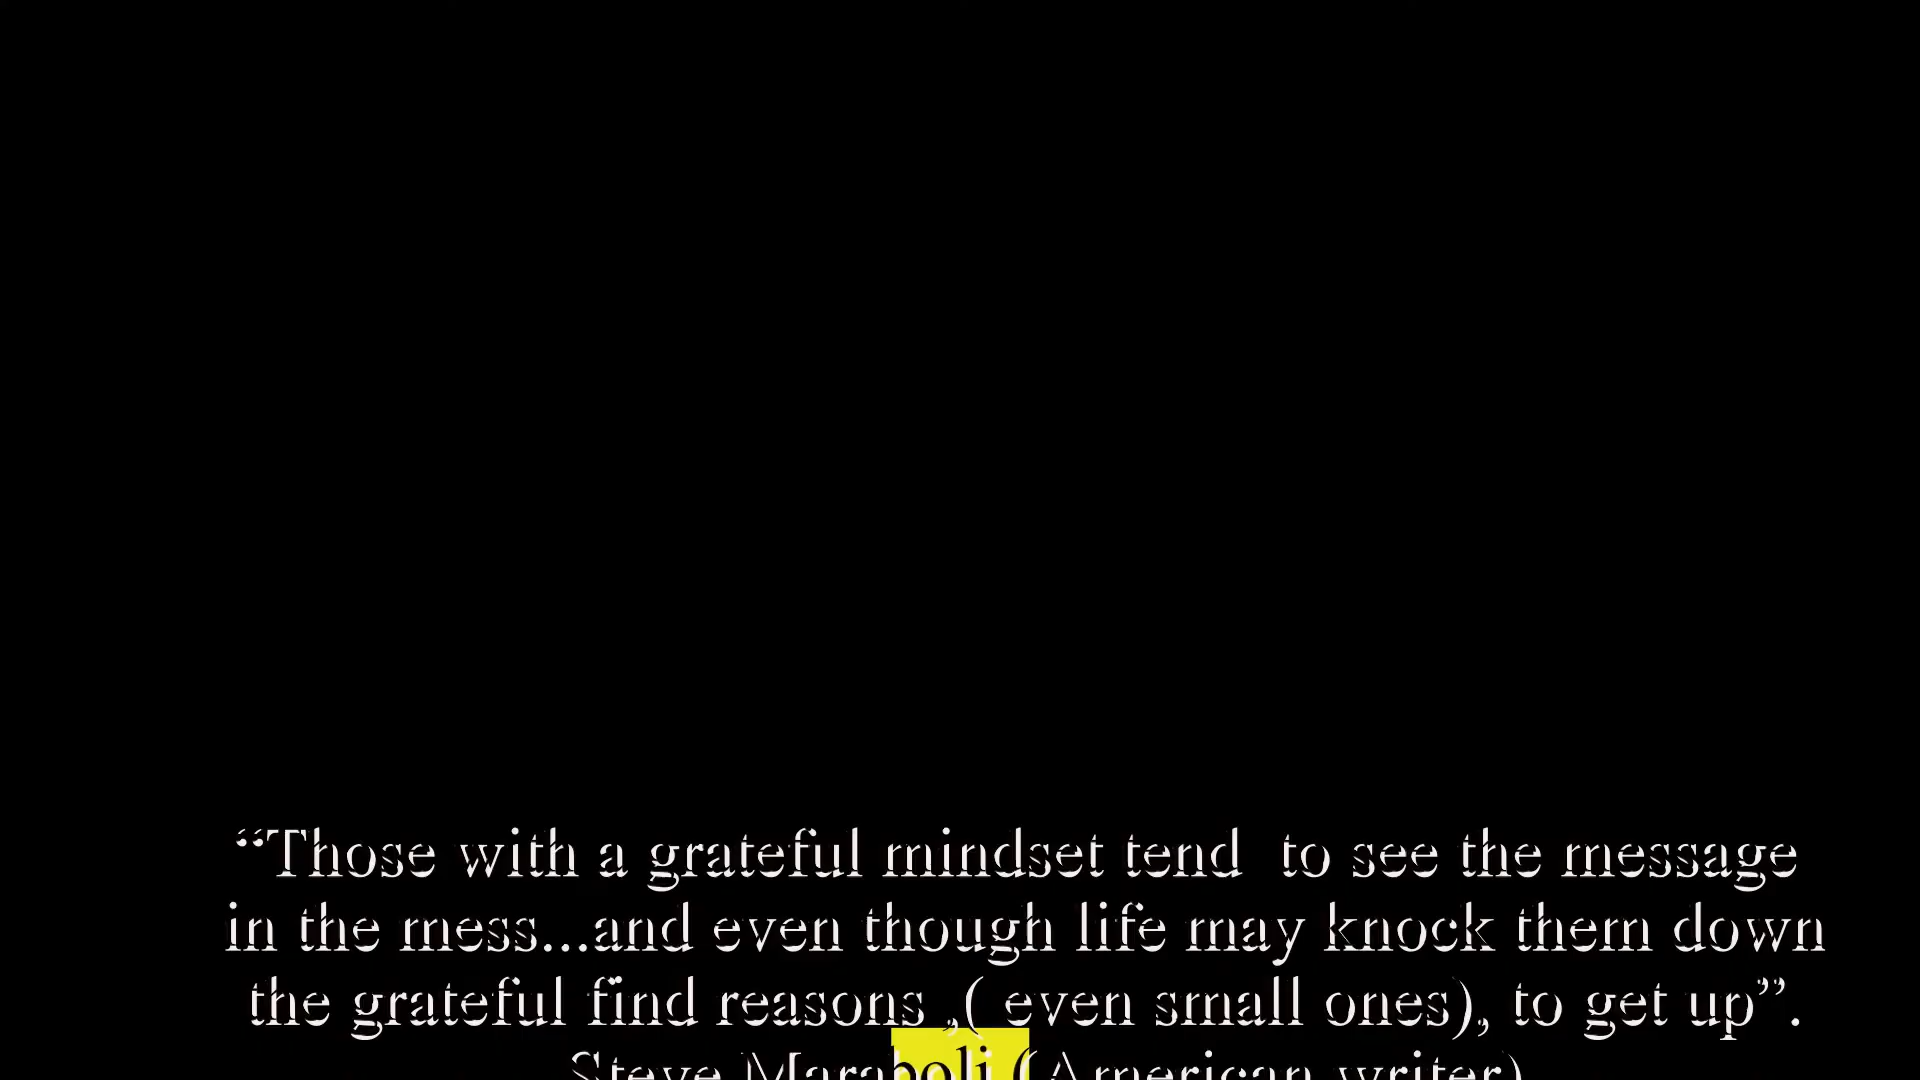 “Those with a grateful mindset tend  to see the message
in the mess...and even though life may knock them down
the grateful find reasons ,( even small ones), to get up”.
Steve Maraboli (American writer)